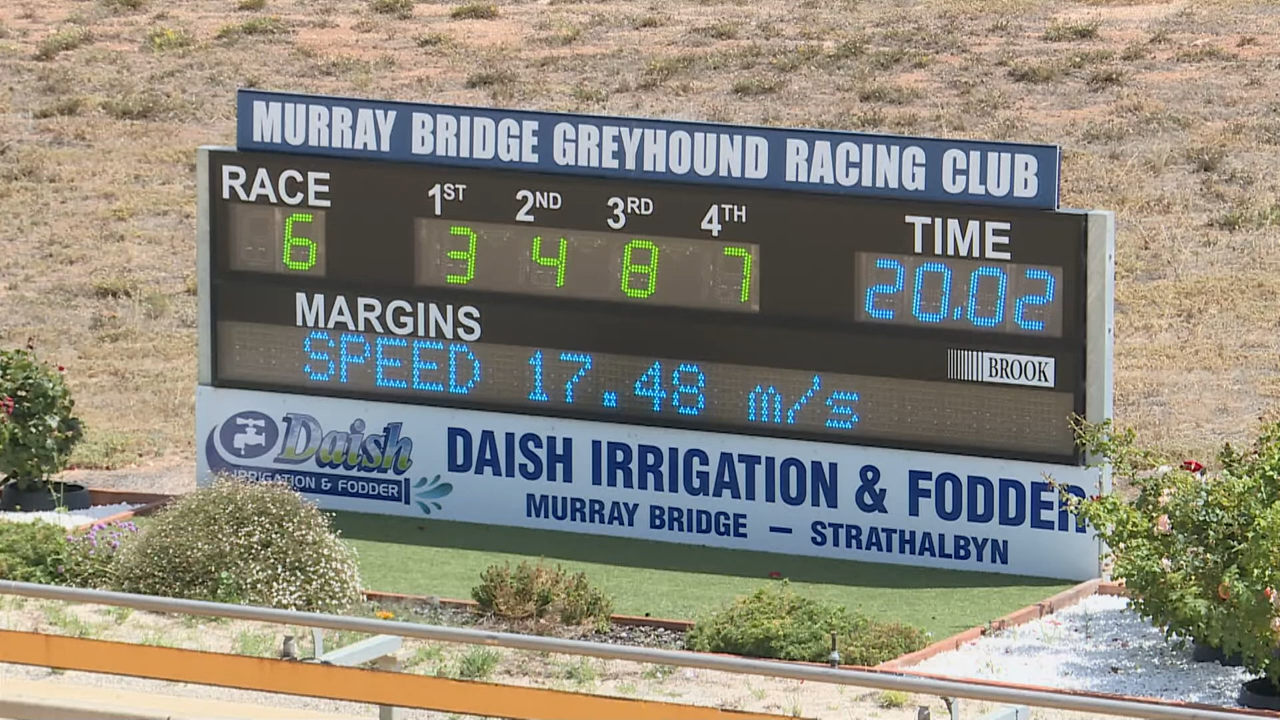 MURRAY BRIDGE GREYHOUND RACING CLUB
RACE 1ST 2ND 3RD 4TH TIME
6 3 4 8 7 20.02
MARGINS
SPEED 17.48 m/s
BROOK
Daish
IRRIGATION & FODDER
DAISH IRRIGATION & FODDER
MURRAY BRIDGE – STRATHALBYN